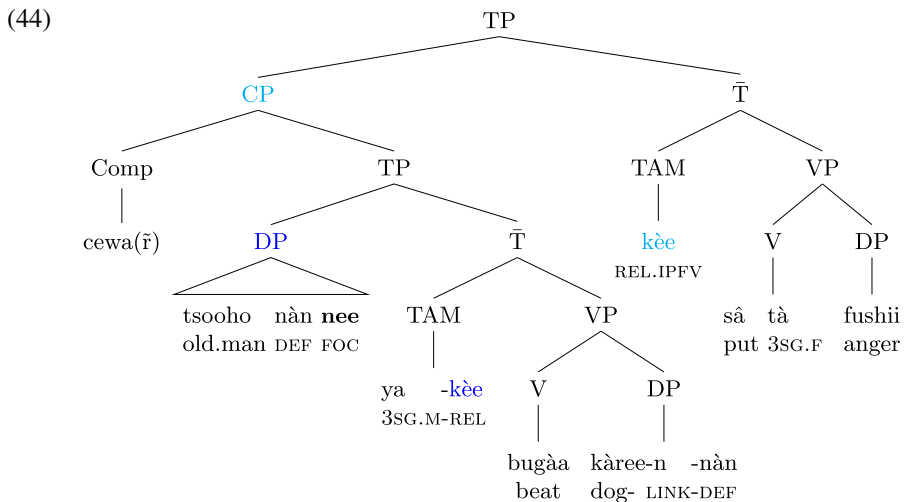 (44)
TP
CP T̄
Comp TP TAM VP
cewa(r̃) DP T̄ kèe V DP
REL.IPFV
tsooho nàn nee TAM VP sâ tà fushii
old.man DEF FOC put 3SG.F anger
ya -kèe V DP
3SG.M-REL
bugàa kàree-n -nàn
beat dog- LINK-DEF